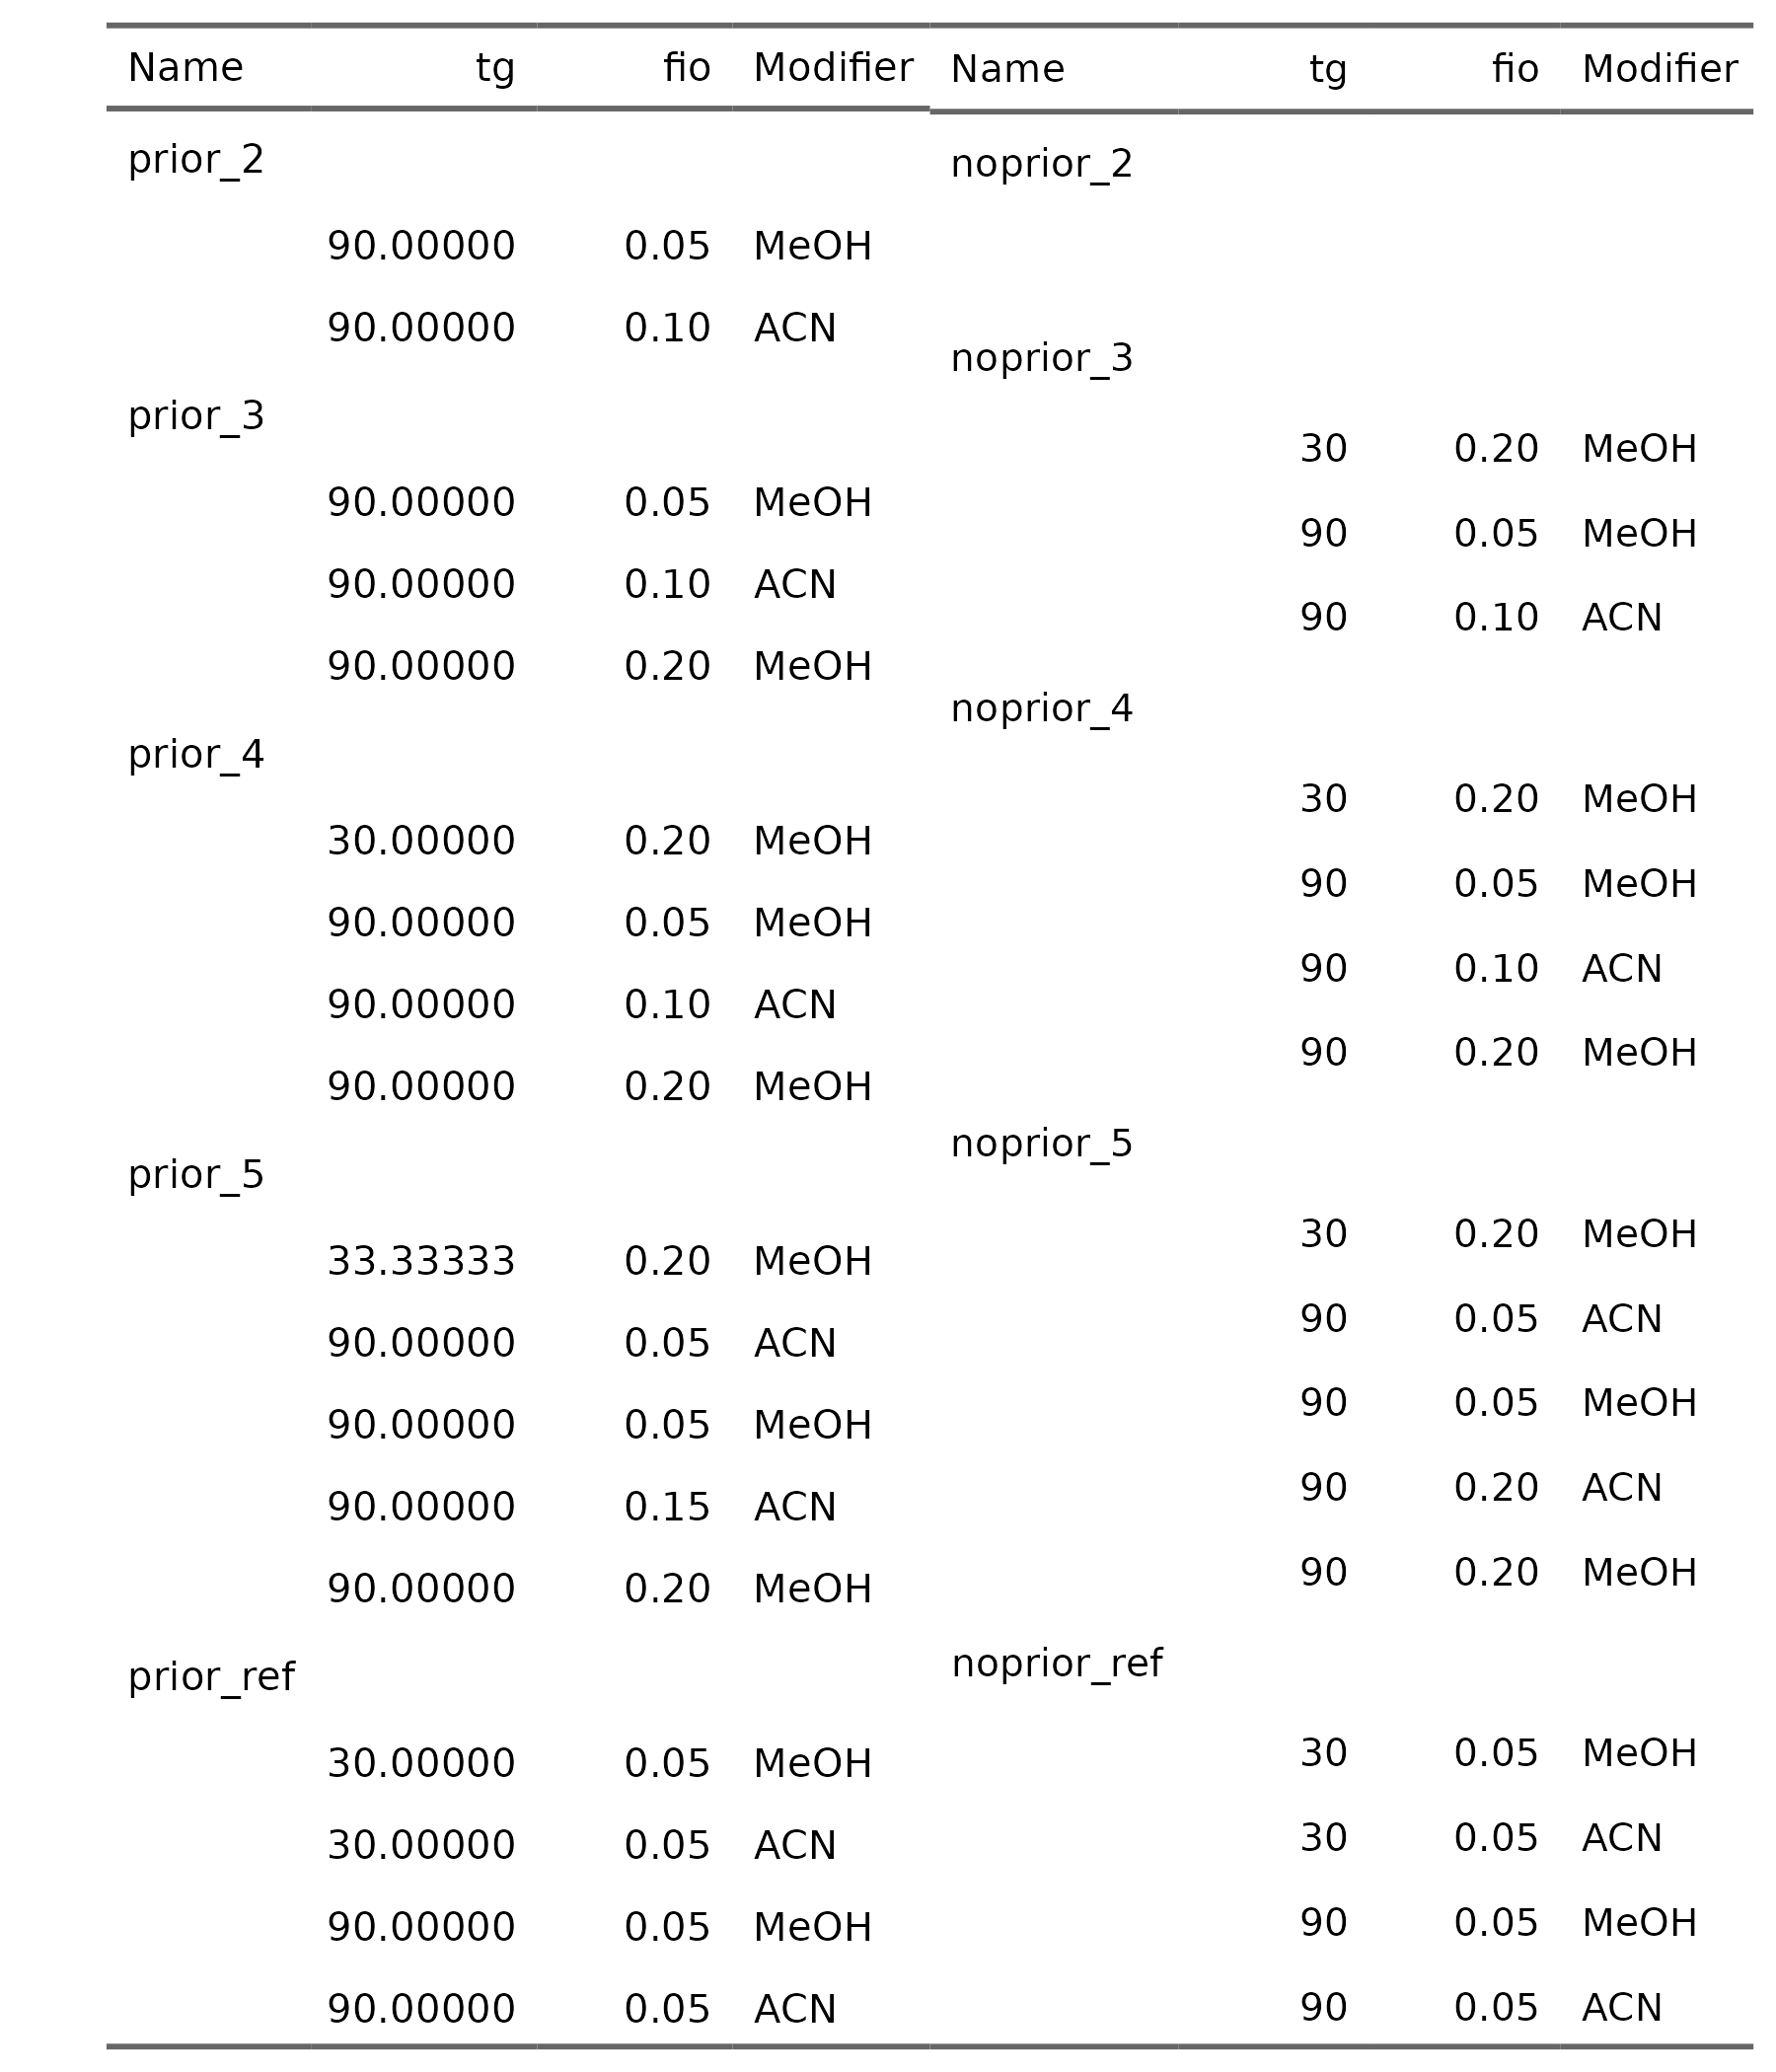 Name tg fio Modifier
prior_2
90.00000 0.05 MeOH
90.00000 0.10 ACN
prior_3
90.00000 0.05 MeOH
90.00000 0.10 ACN
90.00000 0.20 MeOH
prior_4
30.00000 0.20 MeOH
90.00000 0.05 MeOH
90.00000 0.10 ACN
90.00000 0.20 MeOH
prior_5
33.33333 0.20 MeOH
90.00000 0.05 ACN
90.00000 0.05 MeOH
90.00000 0.15 ACN
90.00000 0.20 MeOH
prior_ref
30.00000 0.05 MeOH
30.00000 0.05 ACN
90.00000 0.05 MeOH
90.00000 0.05 ACN
Name tg fio Modifier
noprior_2
noprior_3
30 0.20 MeOH
90 0.05 MeOH
90 0.10 ACN
noprior_4
30 0.20 MeOH
90 0.05 MeOH
90 0.10 ACN
90 0.20 MeOH
noprior_5
30 0.20 MeOH
90 0.05 ACN
90 0.05 MeOH
90 0.20 ACN
90 0.20 MeOH
noprior_ref
30 0.05 MeOH
30 0.05 ACN
90 0.05 MeOH
90 0.05 ACN